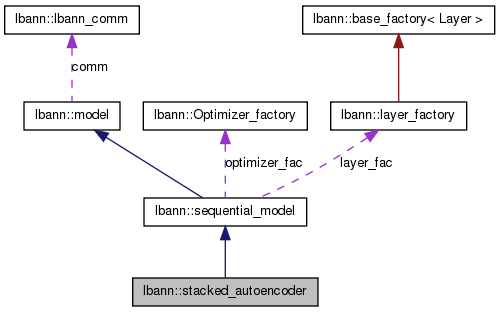 lbann::lbann_comm
lbann::base_factory< Layer >
comm
lbann::model
lbann::Optimizer_factory
lbann::layer_factory
optimizer_fac
layer_fac
lbann::sequential_model
lbann::stacked_autoencoder